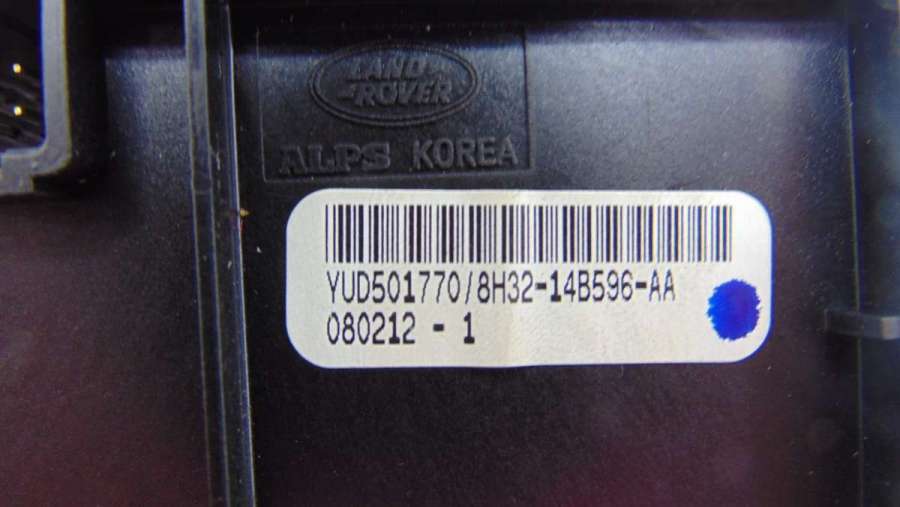 LAND
ROVER
ALPS KOREA
YUD501770/8H32-14B596-AA
080212 - 1